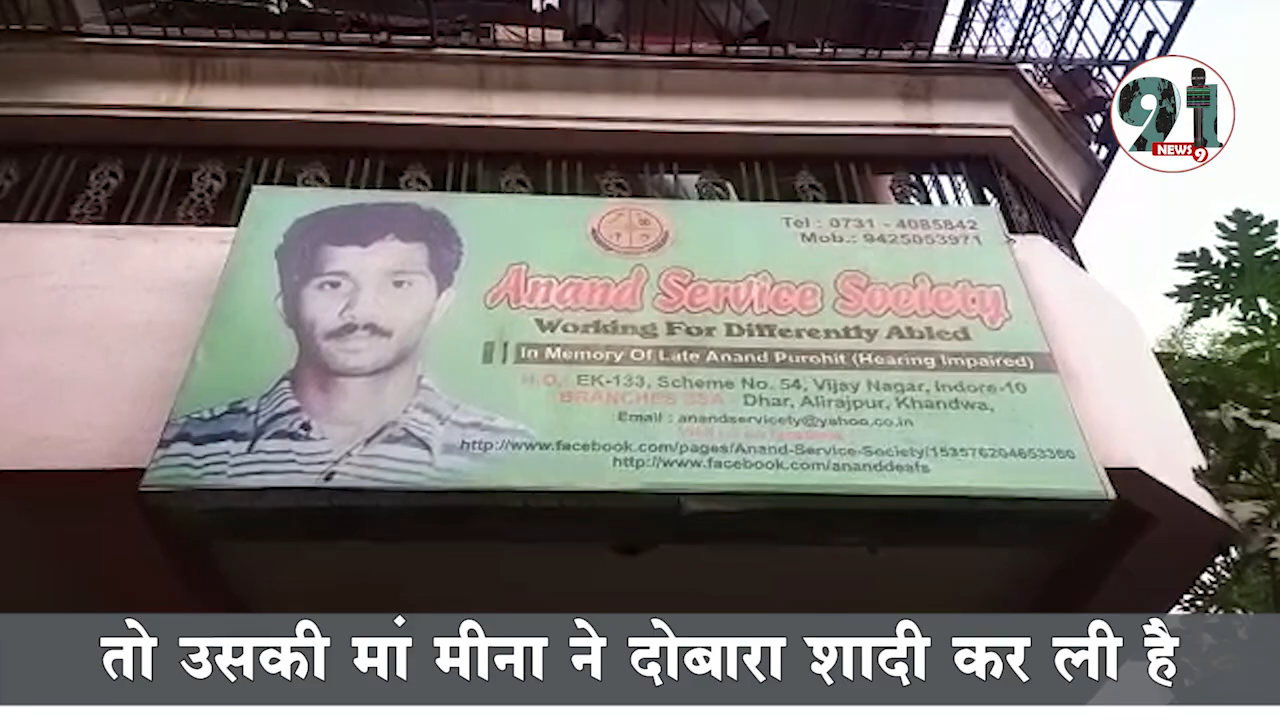 91
NEWS 9
Tel : 0731 - 4085842
Mob.: 9425053971
Anand Service Society
Working For Differently Abled
In Memory Of Late Anand Purohit (Hearing Impaired)
H.O.: EK-133, Scheme No. 54, Vijay Nagar, Indore-10
BRANCHES Dhar, Alirajpur, Khandwa,
Email : anandservicety@yahoo.co.in
http://www.facebook.com/pages/Anand-Service-Society/153576204653360
http://www.facebook.com/ananddeafs
तो उसकी मां मीना ने दोबारा शादी कर ली है